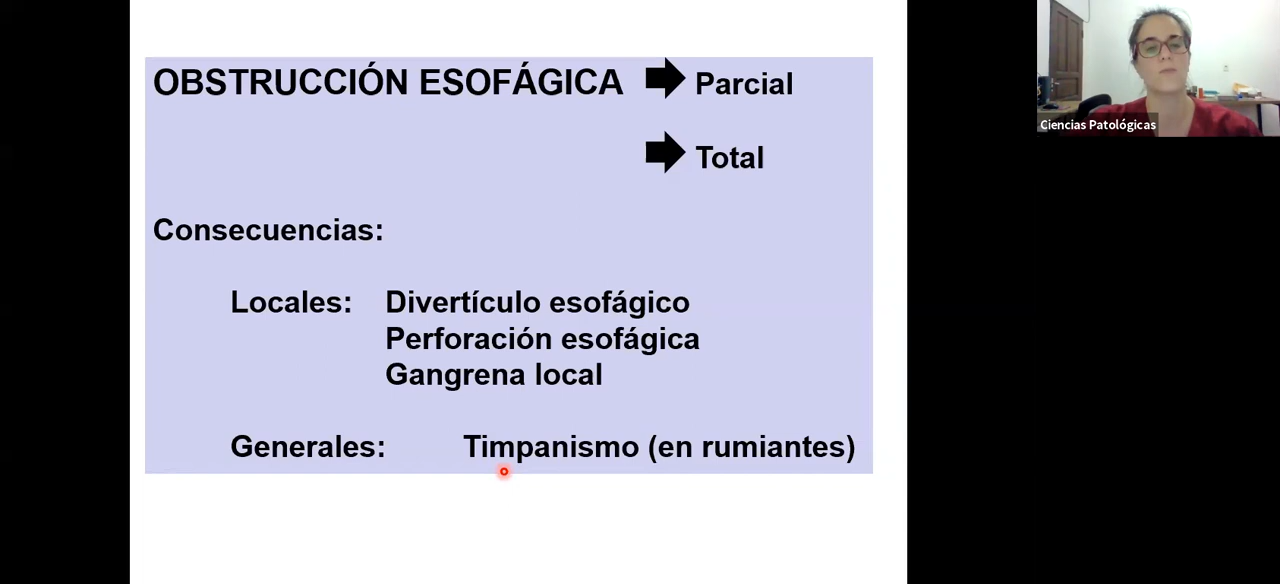 OBSTRUCCIÓN ESOFÁGICA Parcial
Total
Consecuencias:
Locales: Divertículo esofágico
Perforación esofágica
Gangrena local
Generales: Timpanismo (en rumiantes)
Ciencias Patológicas